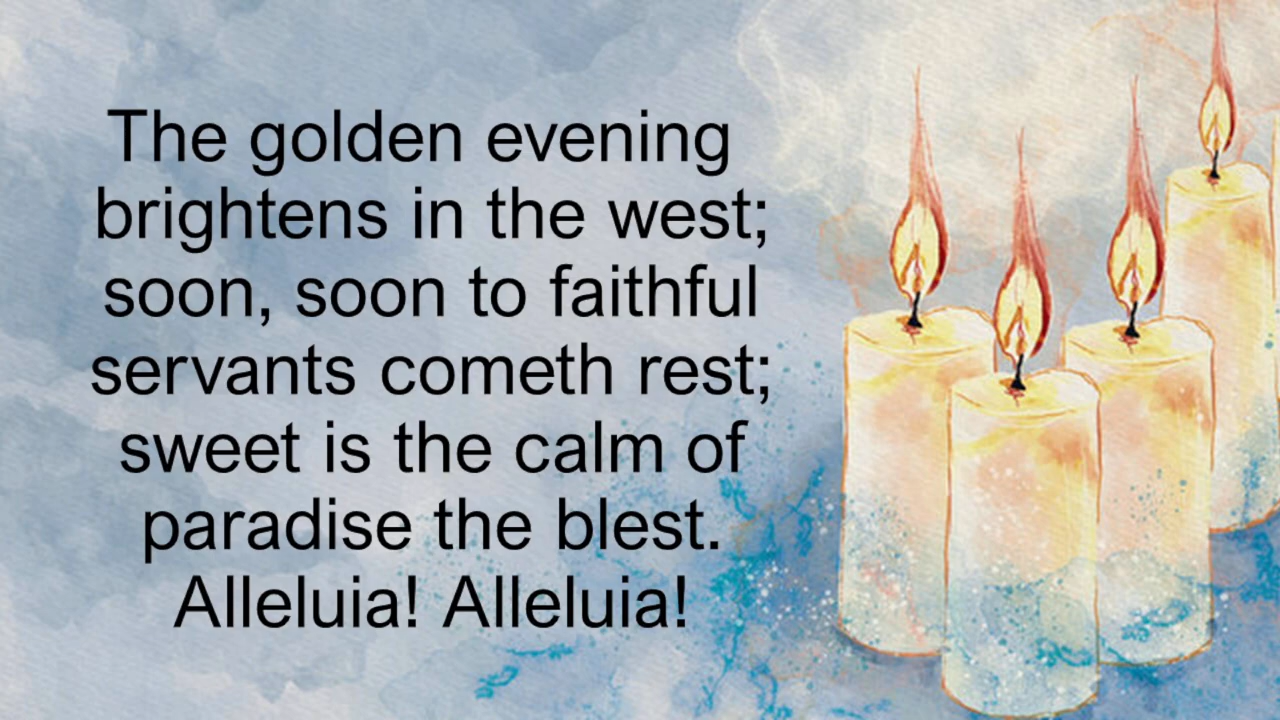 The golden evening
brightens in the west;
soon, soon to faithful
servants cometh rest;
sweet is the calm of
paradise the blest.
Alleluia! Alleluia!